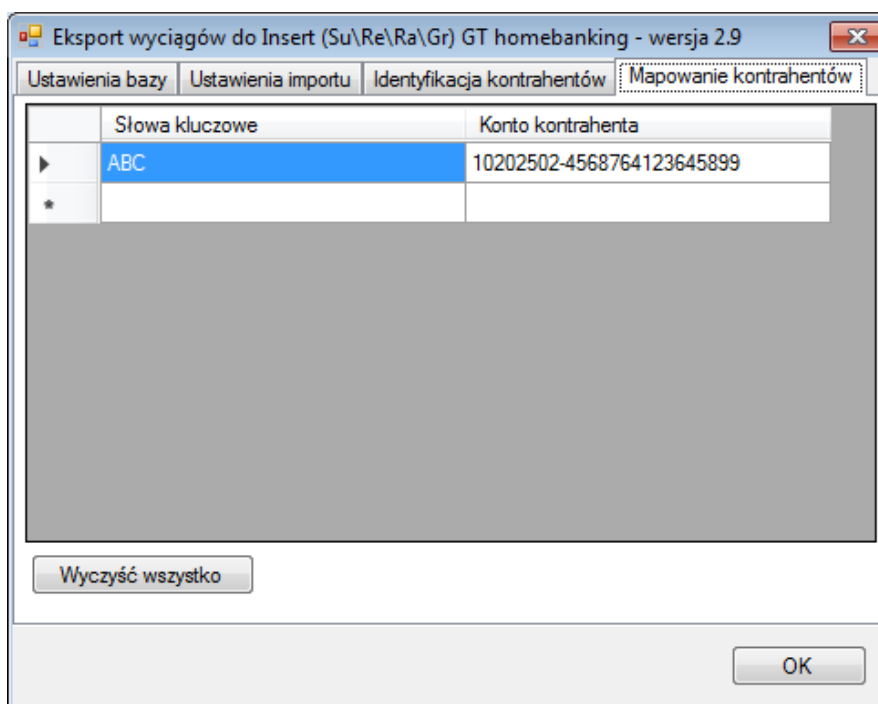 Eksport wyciągów do Insert (Su\Re\Ra\Gr) GT homebanking - wersja 2.9
Ustawienia bazy Ustawienia importu Identyfikacja kontrahentów Mapowanie kontrahentów
Słowa kluczowe Konto kontrahenta
ABC 10202502-4568764123645899
Wyczyść wszystko
OK